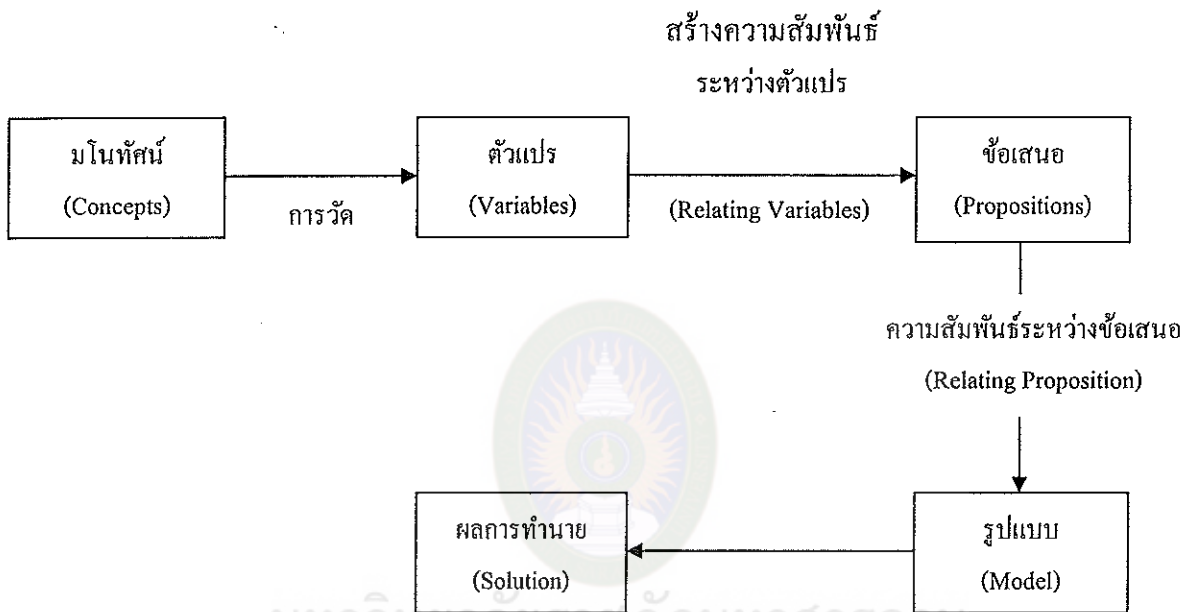 สร้างความสัมพันธ์
ระหว่างตัวแปร
มโนทัศน์
(Concepts)
การวัด
ตัวแปร
(Variables)
(Relating Variables)
ข้อเสนอ
(Propositions)
ความสัมพันธ์ระหว่างข้อเสนอ
(Relating Proposition)
ผลการทำนาย
(Solution)
รูปแบบ
(Model)